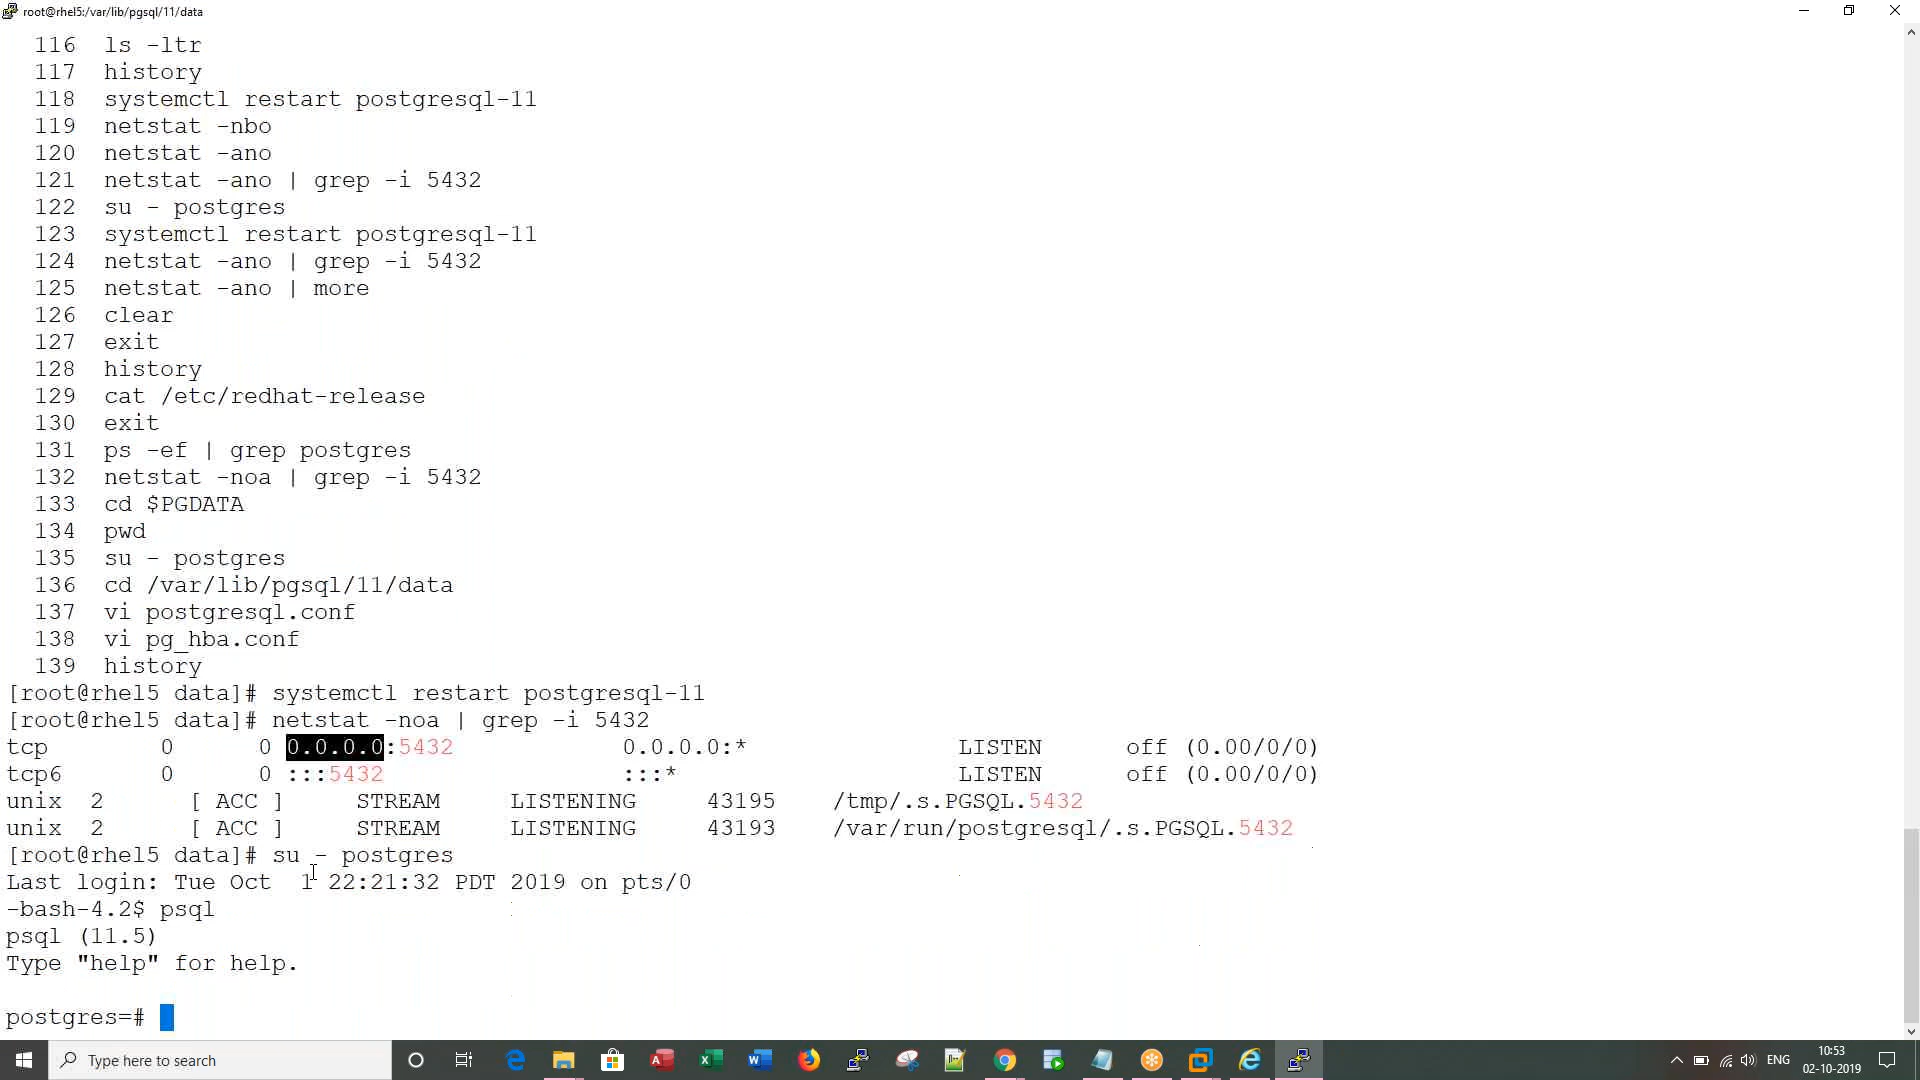 root@rhel5:/var/lib/pgsql/11/data
116 ls -ltr
117 history
118 systemctl restart postgresql-11
119 netstat -nbo
120 netstat -ano
121 netstat -ano | grep -i 5432
122 su - postgres
123 systemctl restart postgresql-11
124 netstat -ano | grep -i 5432
125 netstat -ano | more
126 clear
127 exit
128 history
129 cat /etc/redhat-release
130 exit
131 ps -ef | grep postgres
132 netstat -noa | grep -i 5432
133 cd $PGDATA
134 pwd
135 su - postgres
136 cd /var/lib/pgsql/11/data
137 vi postgresql.conf
138 vi pg_hba.conf
139 history
[root@rhel5 data]# systemctl restart postgresql-11
[root@rhel5 data]# netstat -noa | grep -i 5432
tcp 0 0 0.0.0.0:5432 0.0.0.0:* LISTEN off (0.00/0/0)
tcp6 0 0 :::5432 :::* LISTEN off (0.00/0/0)
unix 2 [ ACC ] STREAM LISTENING 43195 /tmp/.s.PGSQL.5432
unix 2 [ ACC ] STREAM LISTENING 43193 /var/run/postgresql/.s.PGSQL.5432
[root@rhel5 data]# su - postgres
Last login: Tue Oct 1 22:21:32 PDT 2019 on pts/0
-bash-4.2$ psql
psql (11.5)
Type "help" for help.
postgres=#
Type here to search
ENG
10:53
02-10-2019